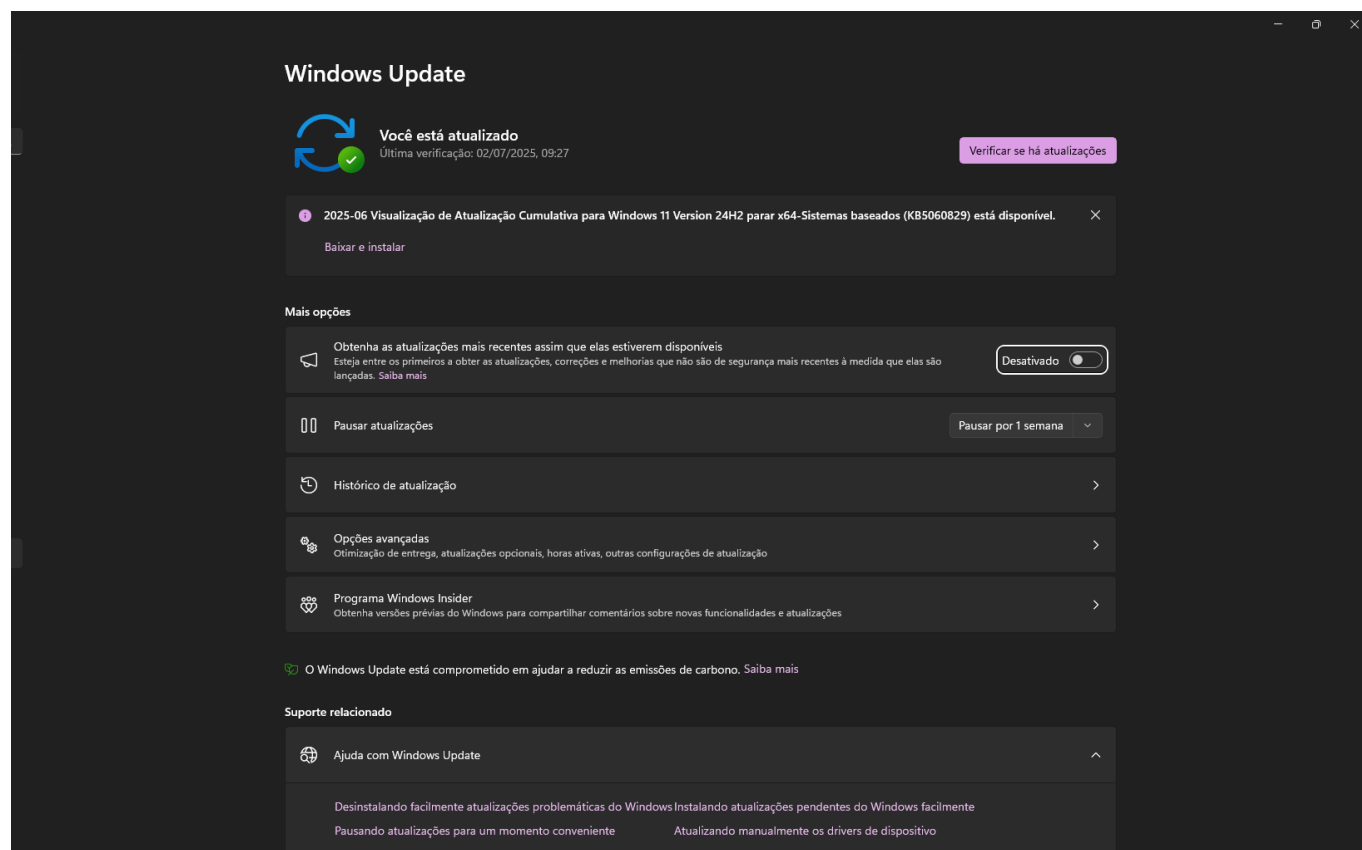 Windows Update
Você está atualizado
Última verificação: 02/07/2025, 09:27
Verificar se há atualizações
2025-06 Visualização de Atualização Cumulativa para Windows 11 Version 24H2 parar x64-Sistemas baseados (KB5060829) está disponível.
Baixar e instalar
Mais opções
Obtenha as atualizações mais recentes assim que elas estiverem disponíveis
Esteja entre os primeiros a obter as atualizações, correções e melhorias que não são de segurança mais recentes à medida que elas são
lançadas. Saiba mais
Desativado
Pausar atualizações
Pausar por 1 semana
Histórico de atualização
Opções avançadas
Otimização de entrega, atualizações opcionais, horas ativas, outras configurações de atualização
Programa Windows Insider
Obtenha versões prévias do Windows para compartilhar comentários sobre novas funcionalidades e atualizações
O Windows Update está comprometido em ajudar a reduzir as emissões de carbono. Saiba mais
Suporte relacionado
Ajuda com Windows Update
Desinstalando facilmente atualizações problemáticas do Windows Instalando atualizações pendentes do Windows facilmente
Pausando atualizações para um momento conveniente Atualizando manualmente os drivers de dispositivo